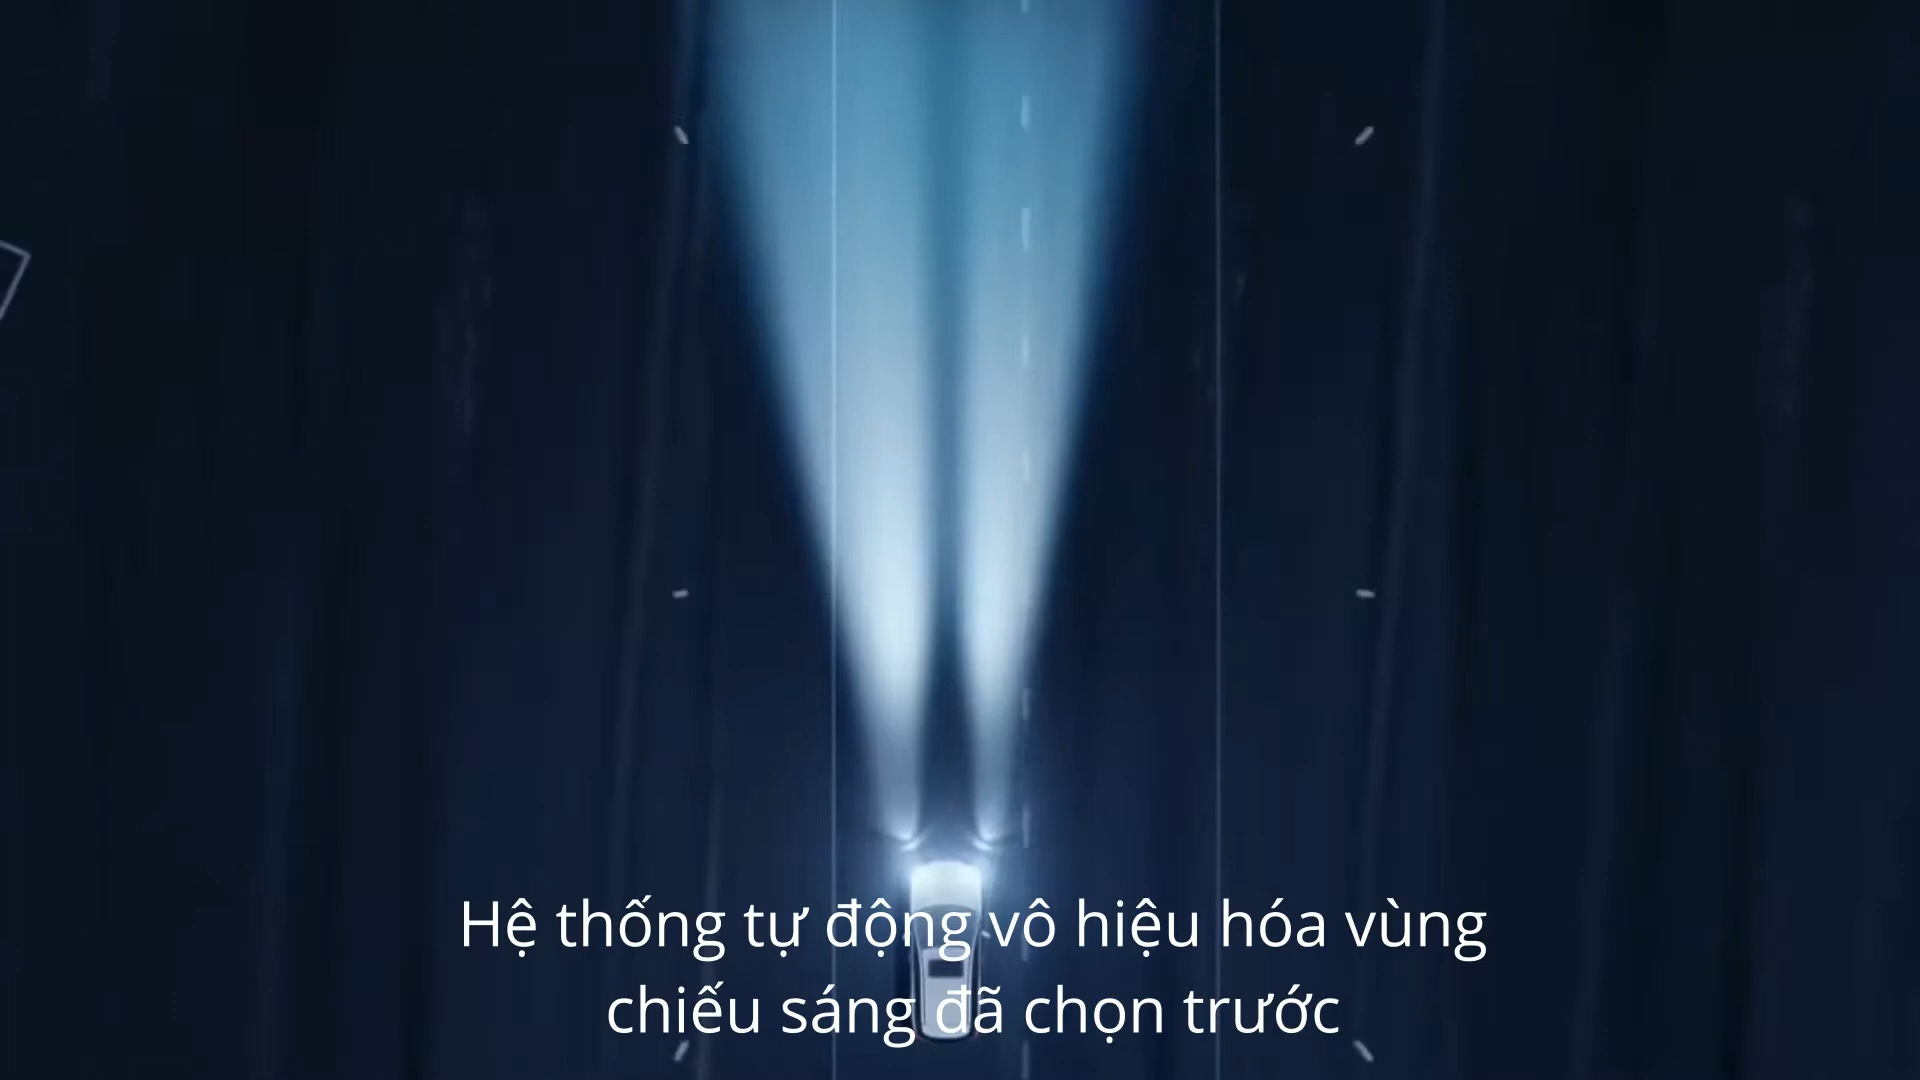 Hệ thống tự động vô hiệu hóa vùng
chiếu sáng đã chọn trước